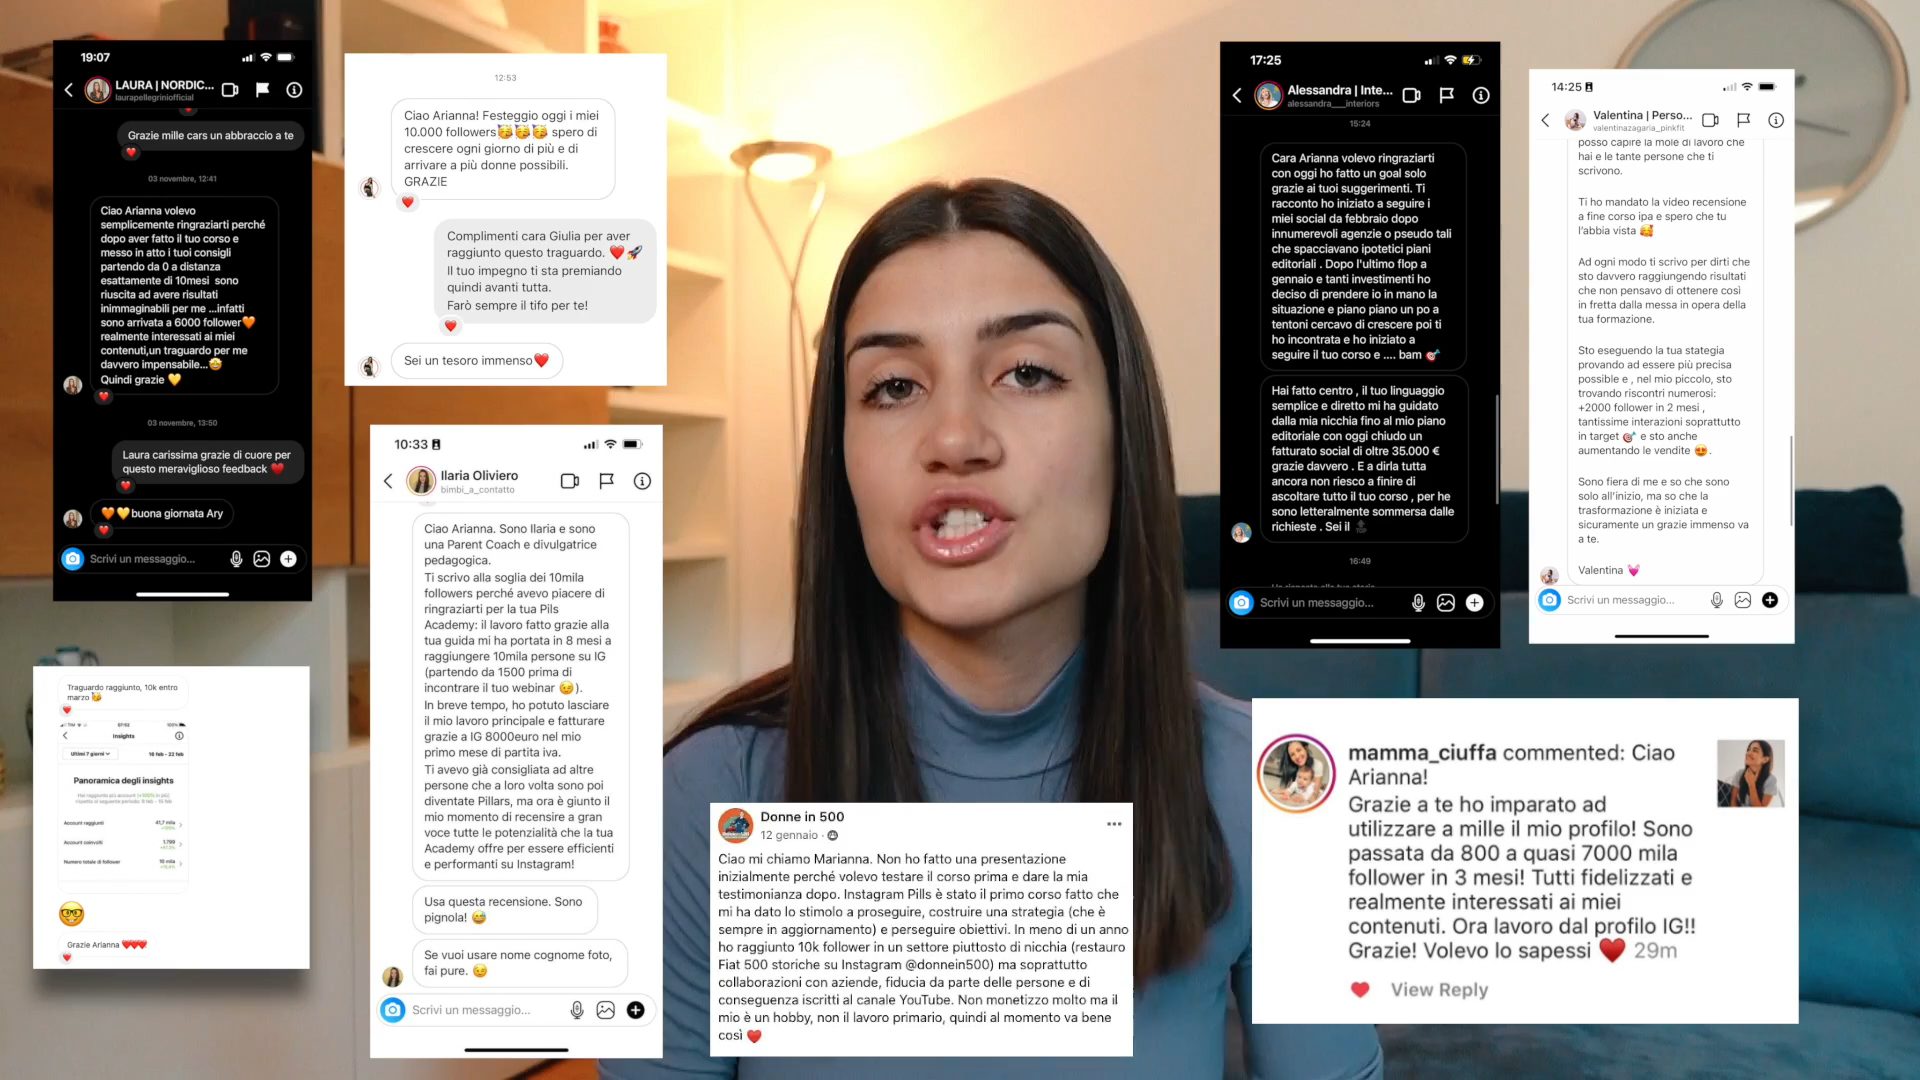 19:07
LAURA | NORDIC...
laurapellegriniofficial
Grazie mille cars un abbraccio a te
03 novembre, 12:41
Ciao Arianna volevo
semplicemente ringraziarti perché
dopo aver fatto il tuo corso e
messo in atto i tuoi consigli
partendo da 0 a distanza
esattamente di 10mesi sono
riuscita ad avere risultati
inimmaginabili per me ...infatti
sono arrivata a 6000 follower🧡
realmente interessati ai miei
contenuti,un traguardo per me
davvero impensabile...🤩
Quindi grazie 💛
03 novembre, 13:50
Laura carissima grazie di cuore per
questo meraviglioso feedback ❤️
🧡💛buona giornata Ary
Scrivi un messaggio...
12:53
Ciao Arianna! Festeggio oggi i miei
10.000 followers🥳🥳🥳 spero di
crescere ogni giorno di più e di
arrivare a più donne possibili.
GRAZIE
Complimenti cara Giulia per aver
raggiunto questo traguardo. ❤️🚀
Il tuo impegno ti sta premiando
quindi avanti tutta.
Farò sempre il tifo per te!
Sei un tesoro immenso❤️
10:33
Ilaria Oliviero
bimbi_a_contatto
Ciao Arianna. Sono Ilaria e sono
una Parent Coach e divulgatrice
pedagogica.
Ti scrivo alla soglia dei 10mila
followers perché avevo piacere di
ringraziarti per la tua Pils
Academy: il lavoro fatto grazie alla
tua guida mi ha portata in 8 mesi a
raggiungere 10mila persone su IG
(partendo da 1500 prima di
incontrare il tuo webinar 😉).
In breve tempo, ho potuto lasciare
il mio lavoro principale e fatturare
grazie a IG 8000euro nel mio
primo mese di partita iva.
Ti avevo già consigliata ad altre
persone che a loro volta sono poi
diventate Pillars, ma ora è giunto il
mio momento di recensire a gran
voce tutte le potenzialità che la tua
Academy offre per essere efficienti
e performanti su Instagram!
Usa questa recensione. Sono
pignola! 😅
Se vuoi usare nome cognome foto,
fai pure. 😉
Scrivi un messaggio...
Traguardo raggiunto, 10k entro
marzo 🥳
07:52
100%
Insights
Ultimi 7 giorni
16 feb - 22 feb
Panoramica degli insights
Account raggiunti
41,7 mila
Account coinvolti
1.799
Numero totale di follower
10 mila
🤓
Grazie Arianna ❤️❤️❤️
Donne in 500
12 gennaio ·
Ciao mi chiamo Marianna. Non ho fatto una presentazione
inizialmente perché volevo testare il corso prima e dare la mia
testimonianza dopo. Instagram Pills è stato il primo corso fatto che
mi ha dato lo stimolo a proseguire, costruire una strategia (che è
sempre in aggiornamento) e perseguire obiettivi. In meno di un anno
ho raggiunto 10k follower in un settore piuttosto di nicchia (restauro
Fiat 500 storiche su Instagram @donnein500) ma soprattutto
collaborazioni con aziende, fiducia da parte delle persone e di
conseguenza iscritti al canale YouTube. Non monetizzo molto ma il
mio è un hobby, non il lavoro primario, quindi al momento va bene
così ❤️
17:25
Alessandra | Inte...
alessandra___interiors
15:24
Cara Arianna volevo ringraziarti
con oggi ho fatto un goal solo
grazie ai tuoi suggerimenti. Ti
racconto ho iniziato a seguire i
miei social da febbraio dopo
innumerevoli agenzie o pseudo tali
che spacciavano ipotetici piani
editoriali . Dopo l'ultimo flop a
gennaio e tanti investimenti ho
deciso di prendere io in mano la
situazione e piano piano un po a
tentoni cercavo di crescere poi ti
ho incontrata e ho iniziato a
seguire il tuo corso e .... bam 🎯
Hai fatto centro , il tuo linguaggio
semplice e diretto mi ha guidato
dalla mia nicchia fino al mio piano
editoriale con oggi chiudo un
fatturato social di oltre 35.000 €
grazie davvero . E a dirla tutta
ancora non riesco a finire di
ascoltare tutto il tuo corso , per he
sono letteralmente sommersa dalle
richieste . Sei il 🔝
16:49
Scrivi un messaggio...
14:25
Valentina | Perso...
valentinazagaria_pinkfit
posso capire la mole di lavoro che
hai e le tante persone che ti
scrivono.
Ti ho mandato la video recensione
a fine corso ipa e spero che tu
l'abbia vista 🥰
Ad ogni modo ti scrivo per dirti che
sto davvero raggiungendo risultati
che non pensavo di ottenere così
in fretta dalla messa in opera della
tua formazione.
Sto eseguendo la tua stategia
provando ad essere più precisa
possibile e , nel mio piccolo, sto
trovando riscontri numerosi:
+2000 follower in 2 mesi ,
tantissime interazioni soprattutto
in target 🎯 e sto anche
aumentando le vendite 😍.
Sono fiera di me e so che sono
solo all'inizio, ma so che la
trasformazione è iniziata e
sicuramente un grazie immenso va
a te.
Valentina 💓
Scrivi un messaggio...
mamma_ciuffa commented: Ciao
Arianna!
Grazie a te ho imparato ad
utilizzare a mille il mio profilo! Sono
passata da 800 a quasi 7000 mila
follower in 3 mesi! Tutti fidelizzati e
realmente interessati ai miei
contenuti. Ora lavoro dal profilo IG!!
Grazie! Volevo lo sapessi ❤️ 29m
View Reply